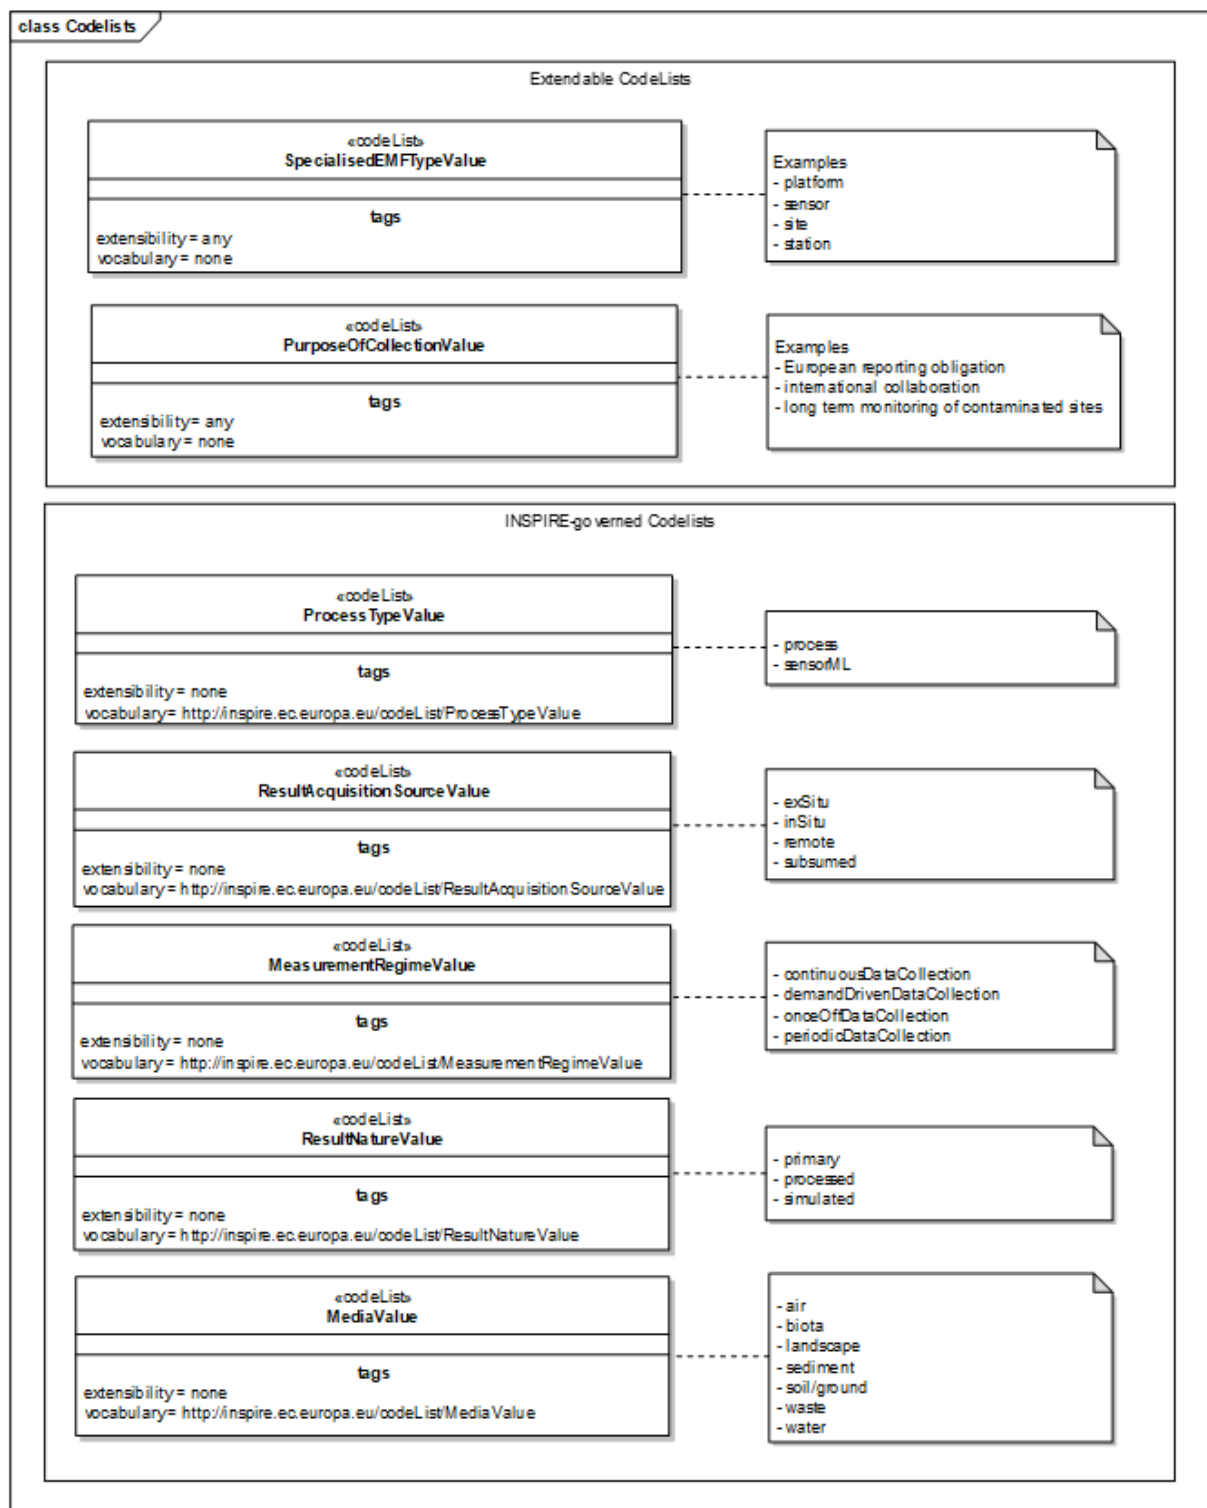 class Codelists
Extendable CodeLists
«codeList»
SpecialisedEMFTypeValue
tags
extensibility = any
vocabulary = none
Examples
- platform
- sensor
- site
- station
«codeList»
PurposeOfCollectionValue
tags
extensibility = any
vocabulary = none
Examples
- European reporting obligation
- international collaboration
- long term monitoring of contaminated sites
INSPIRE-governed Codelists
«codeList»
ProcessTypeValue
tags
extensibility = none
vocabulary = http://inspire.ec.europa.eu/codeList/ProcessTypeValue
- process
- sensorML
«codeList»
ResultAcquisitionSourceValue
tags
extensibility = none
vocabulary = http://inspire.ec.europa.eu/codeList/ResultAcquisitionSourceValue
- exSitu
- inSitu
- remote
- subsumed
«codeList»
MeasurementRegimeValue
tags
extensibility = none
vocabulary = http://inspire.ec.europa.eu/codeList/MeasurementRegimeValue
- continuousDataCollection
- demandDrivenDataCollection
- onceOffDataCollection
- periodicDataCollection
«codeList»
ResultNatureValue
tags
extensibility = none
vocabulary = http://inspire.ec.europa.eu/codeList/ResultNatureValue
- primary
- processed
- simulated
«codeList»
MediaValue
tags
extensibility = none
vocabulary = http://inspire.ec.europa.eu/codeList/MediaValue
- air
- biota
- landscape
- sediment
- soil/ground
- waste
- water